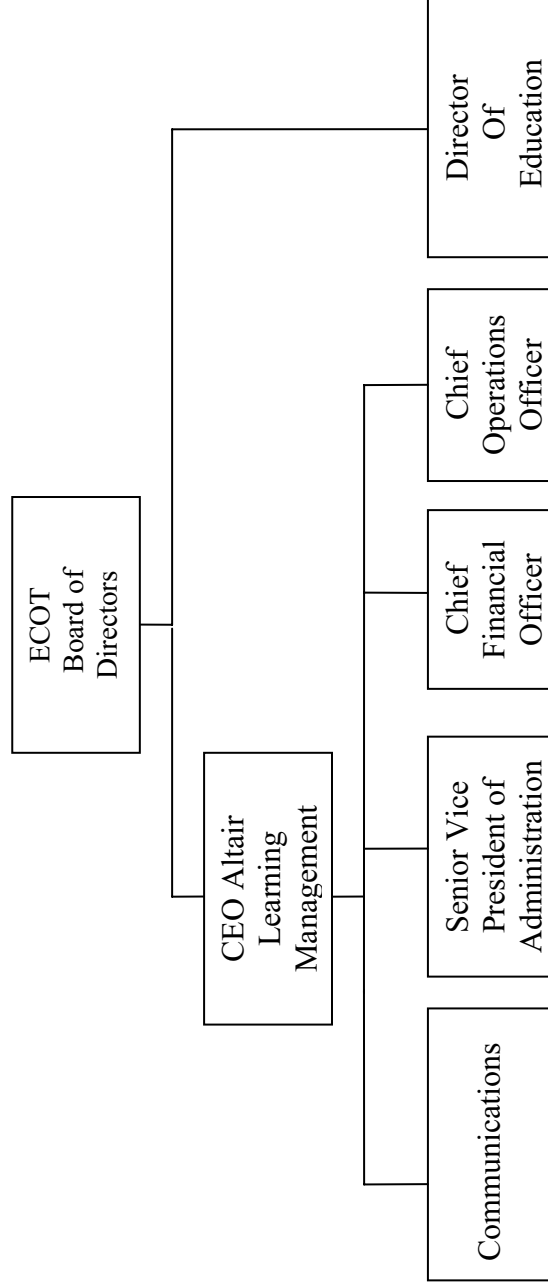 ECOT
Board of
Directors
CEO Altair
Learning
Management
Communications
Senior Vice
President of
Administration
Chief
Financial
Officer
Chief
Operations
Officer
Director
Of
Education